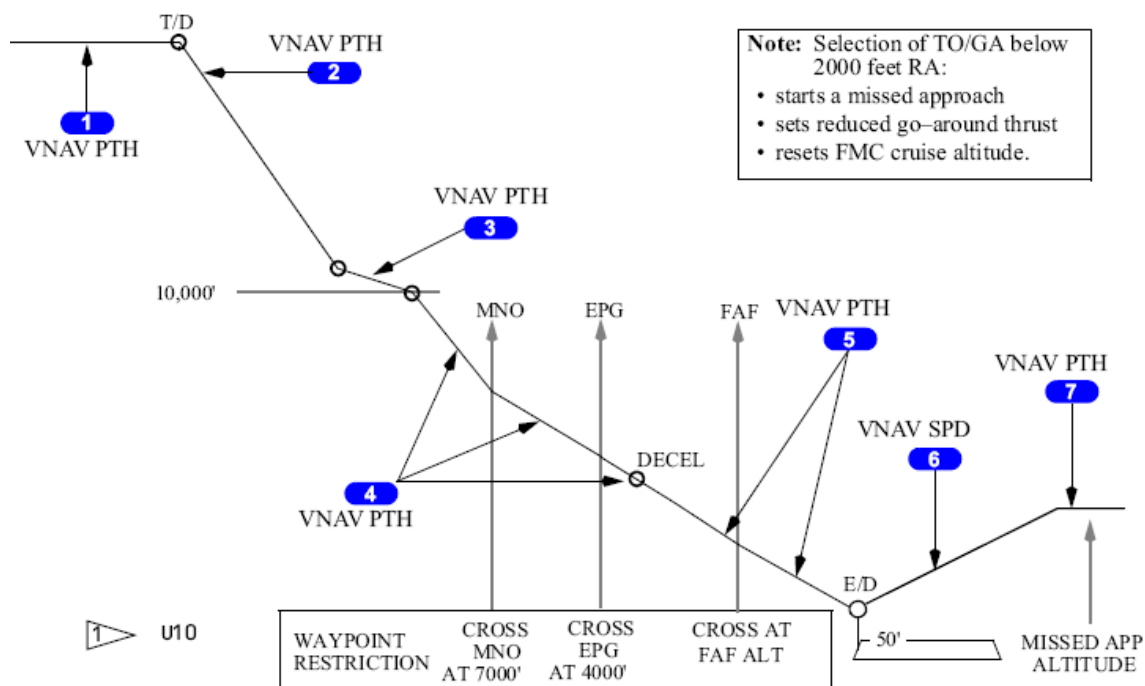 T/D
VNAV PTH
2
1
VNAV PTH
Note: Selection of TO/GA below
2000 feet RA:
• starts a missed approach
• sets reduced go–around thrust
• resets FMC cruise altitude.
VNAV PTH
3
10,000'
MNO
EPG
FAF
VNAV PTH
5
VNAV PTH
7
VNAV SPD
6
DECEL
4
VNAV PTH
E/D
50'
1
U10
WAYPOINT
RESTRICTION
CROSS
MNO
AT 7000'
CROSS
EPG
AT 4000'
CROSS AT
FAF ALT
MISSED APP
ALTITUDE